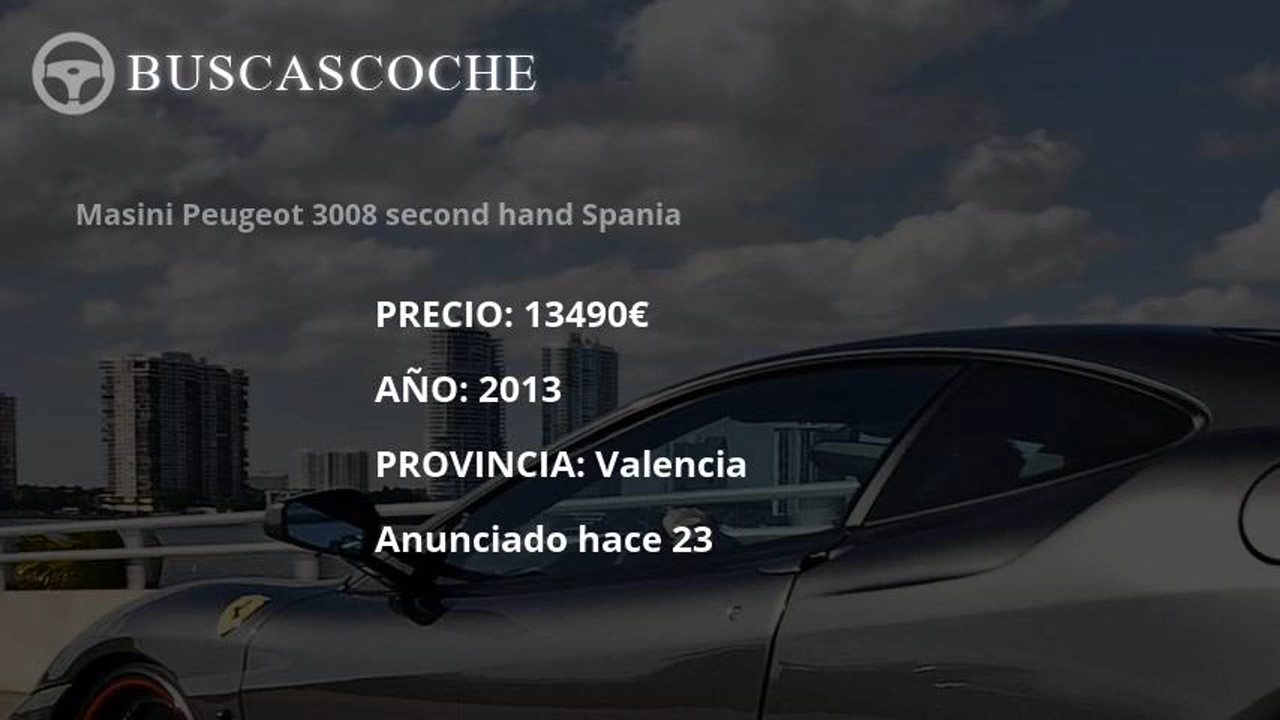 BUSCASCOCHE
Masini Peugeot 3008 second hand Spania
PRECIO: 13490€
AÑO: 2013
PROVINCIA: Valencia
Anunciado hace 23